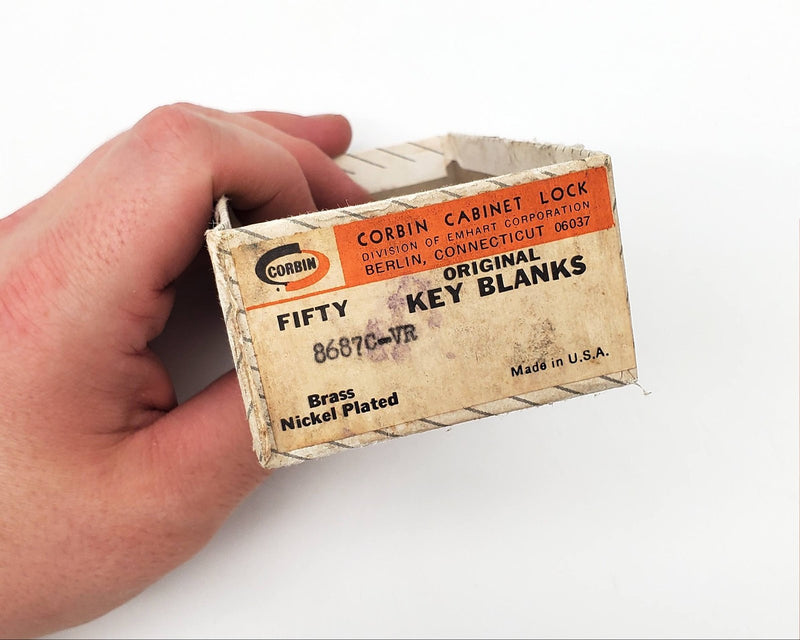 CORBIN
CORBIN CABINET LOCK
DIVISION OF EMHART CORPORATION
BERLIN, CONNECTICUT 06037
ORIGINAL
FIFTY KEY BLANKS
8687C-VR
Made in U.S.A.
Brass
Nickel Plated